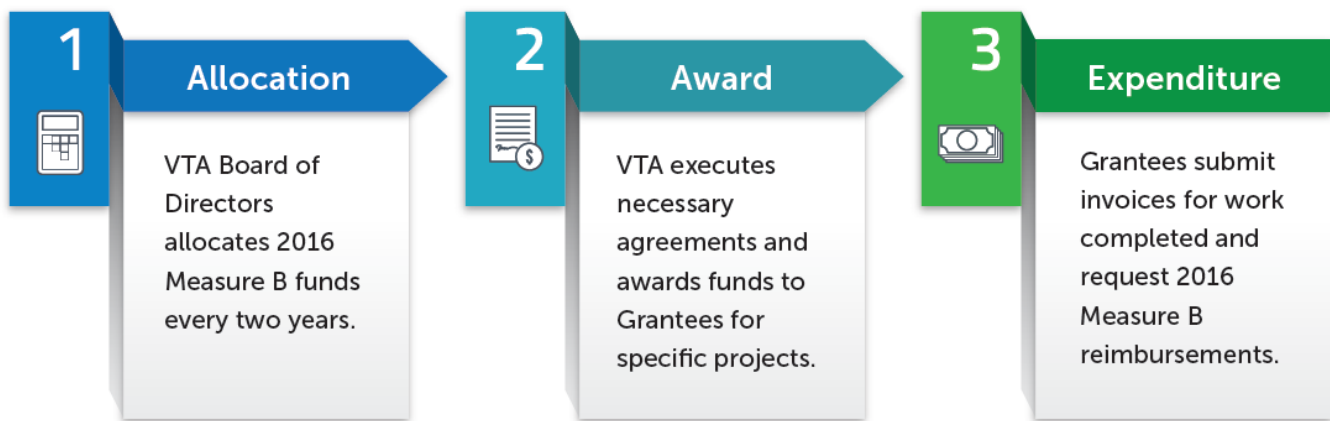 1
Allocation
VTA Board of
Directors
allocates 2016
Measure B funds
every two years.
2
Award
VTA executes
necessary
agreements and
awards funds to
Grantees for
specific projects.
$
3
Expenditure
Grantees submit
invoices for work
completed and
request 2016
Measure B
reimbursements.